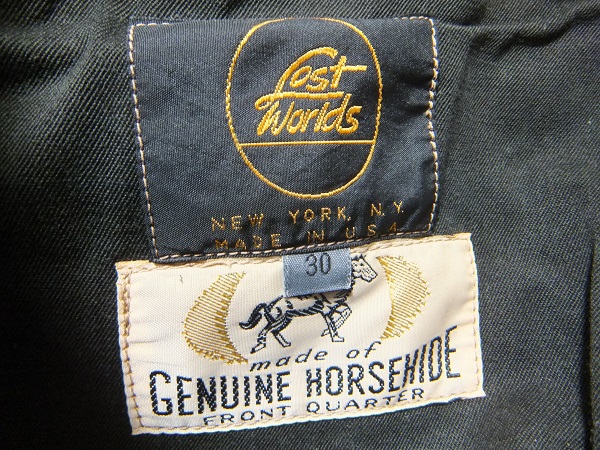 Lost
Worlds
NEW YORK, N.Y.
MADE IN U.S.A.
30
made of
GENUINE HORSEHIDE
FRONT QUARTER